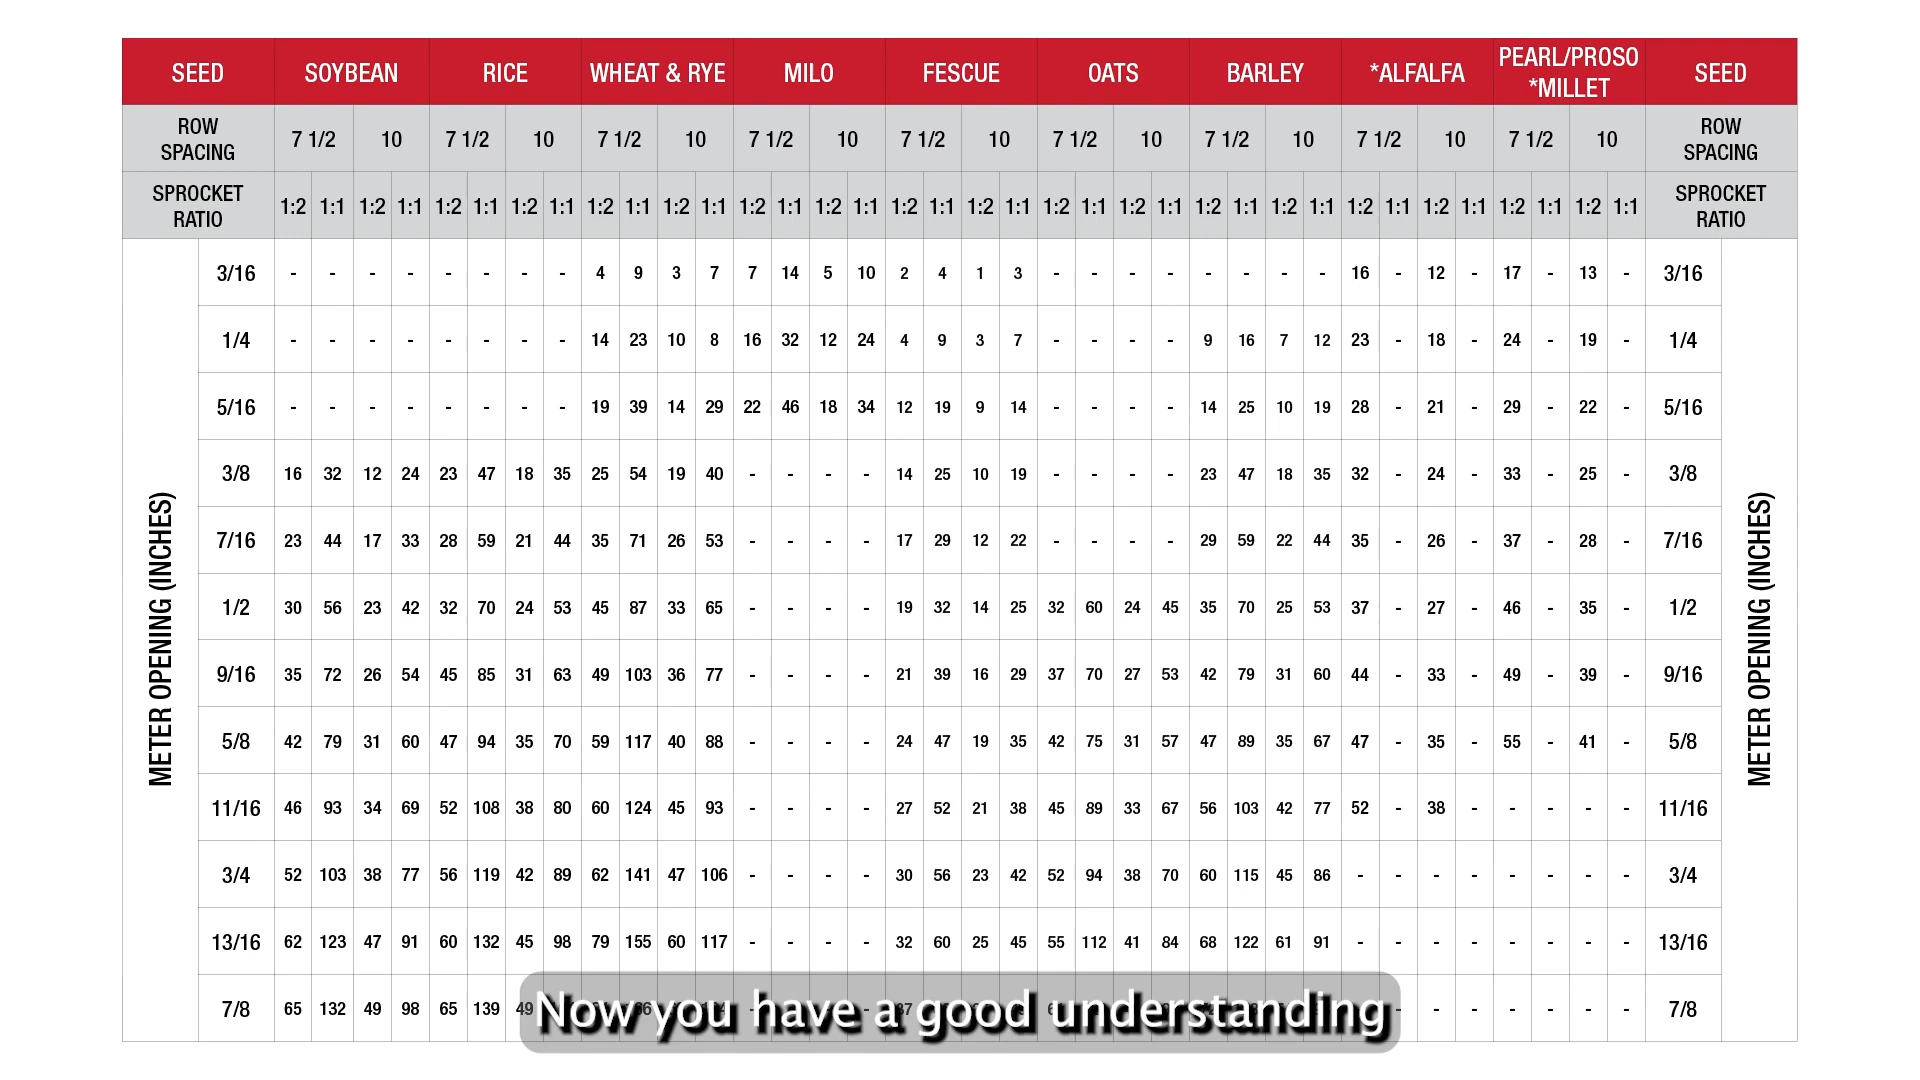 SEED SOYBEAN RICE WHEAT & RYE MILO FESCUE OATS BARLEY *ALFALFA PEARL/PROSO *MILLET SEED
ROW SPACING 7 1/2 10 7 1/2 10 7 1/2 10 7 1/2 10 7 1/2 10 7 1/2 10 7 1/2 10 7 1/2 10 7 1/2 10 ROW SPACING
SPROCKET RATIO 1:2 1:1 1:2 1:1 1:2 1:1 1:2 1:1 1:2 1:1 1:2 1:1 1:2 1:1 1:2 1:1 1:2 1:1 1:2 1:1 1:2 1:1 1:2 1:1 1:2 1:1 1:2 1:1 1:2 1:1 1:2 1:1 1:2 1:1 1:2 1:1 SPROCKET RATIO
METER OPENING (INCHES)
3/16 - - - - - - - - 4 9 3 7 7 14 5 10 2 4 1 3 - - - - - - - - 16 - 12 - 17 - 13 - 3/16
1/4 - - - - - - - - 14 23 10 8 16 32 12 24 4 9 3 7 - - - - 9 16 7 12 23 - 18 - 24 - 19 - 1/4
5/16 - - - - - - - - 19 39 14 29 22 46 18 34 12 19 9 14 - - - - 14 25 10 19 28 - 21 - 29 - 22 - 5/16
3/8 16 32 12 24 23 47 18 35 25 54 19 40 - - - - 14 25 10 19 - - - - 23 47 18 35 32 - 24 - 33 - 25 - 3/8
7/16 23 44 17 33 28 59 21 44 35 71 26 53 - - - - 17 29 12 22 - - - - 29 59 22 44 35 - 26 - 37 - 28 - 7/16
1/2 30 56 23 42 32 70 24 53 45 87 33 65 - - - - 19 32 14 25 32 60 24 45 35 70 25 53 37 - 27 - 46 - 35 - 1/2
9/16 35 72 26 54 45 85 31 63 49 103 36 77 - - - - 21 39 16 29 37 70 27 53 42 79 31 60 44 - 33 - 49 - 39 - 9/16
5/8 42 79 31 60 47 94 35 70 59 117 40 88 - - - - 24 47 19 35 42 75 31 57 47 89 35 67 47 - 35 - 55 - 41 - 5/8
11/16 46 93 34 69 52 108 38 80 60 124 45 93 - - - - 27 52 21 38 45 89 33 67 56 103 42 77 52 - 38 - - - - - 11/16
3/4 52 103 38 77 56 119 42 89 62 141 47 106 - - - - 30 56 23 42 52 94 38 70 60 115 45 86 - - - - - - - - 3/4
13/16 62 123 47 91 60 132 45 98 79 155 60 117 - - - - 32 60 25 45 55 112 41 84 68 122 61 91 - - - - - - - - 13/16
7/8 65 132 49 98 65 139 49 - - - - - - 7/8
METER OPENING (INCHES)
Now you have a good understanding